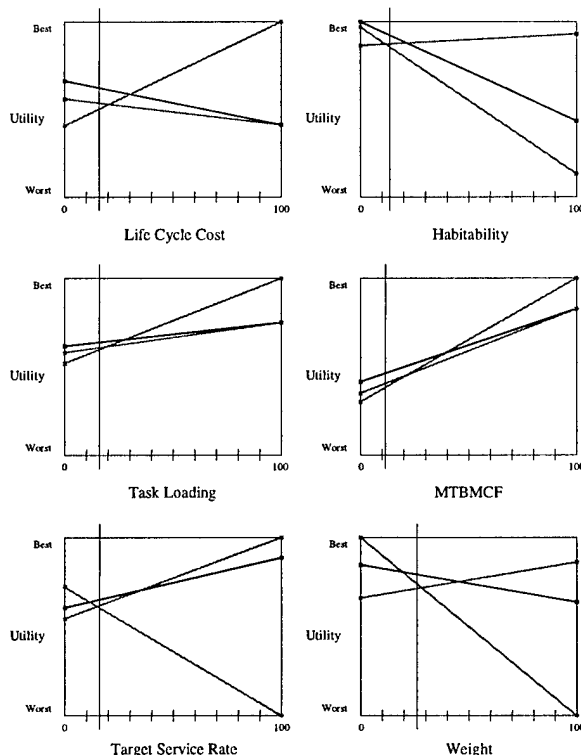 Best Best
Utility Utility
Worst Worst
0 100 0 100
Life Cycle Cost Habitability
Best Best
Utility Utility
Worst Worst
0 100 0 100
Task Loading MTBMCF
Best Best
Utility Utility
Worst Worst
0 100 0 100
Target Service Rate Weight